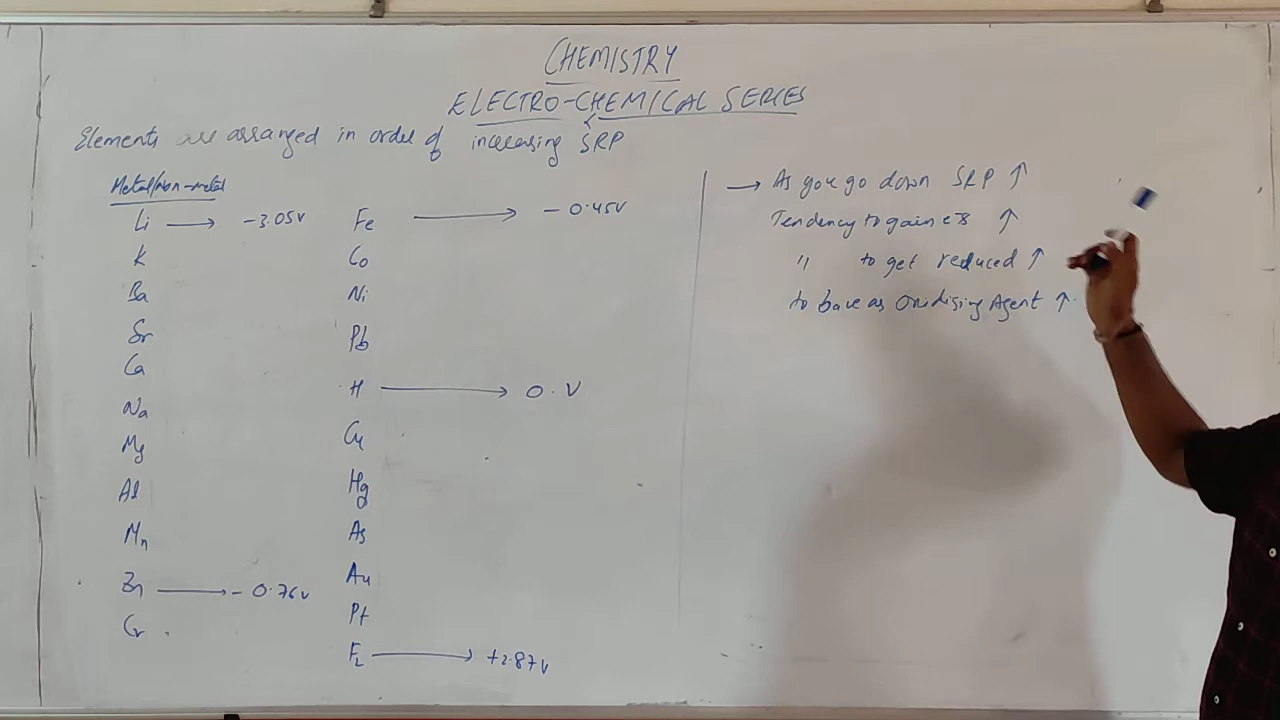 CHEMISTRY
ELECTRO-CHEMICAL SERIES
Elements are arranged in order of increasing SRP
Metal/Non-metal
Li → -3.05V
K
Ba
Sr
Ca
Na
Mg
Al
Mn
Zn → - 0.76V
Cr
Fe → - 0.45V
Co
Ni
Pb
H → 0.V
Cu
Hg
As
Au
Pt
F2 → +2.87V
→ As you go down SRP ↑
Tendency to gain e⊖s ↑
" to get reduced ↑
to as Oxidising Agent ↑